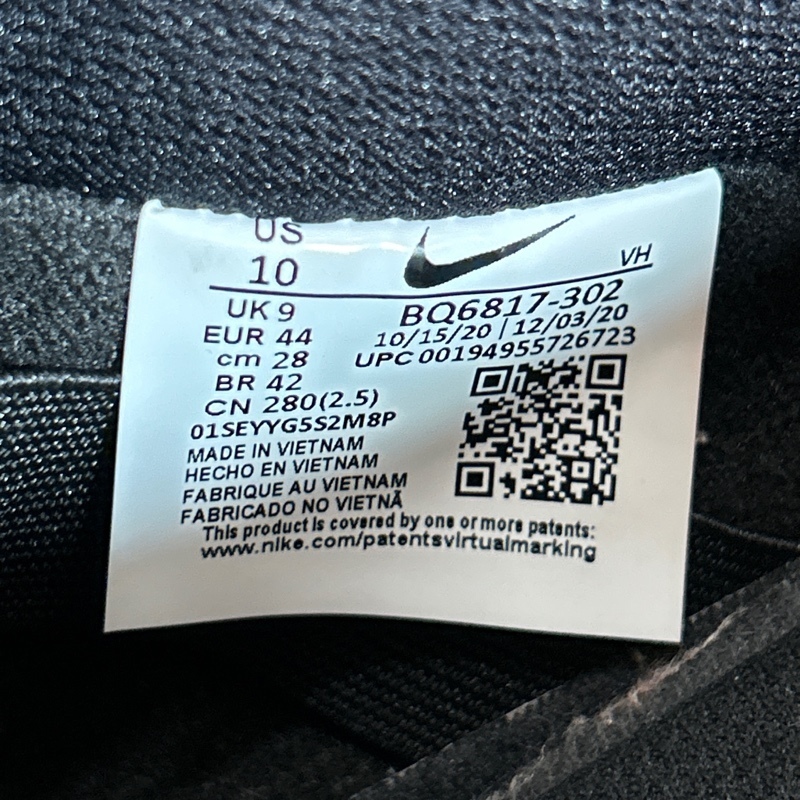 US
10
VH
UK 9
EUR 44
cm 28
BR 42
CN 280(2.5)
01SEYYG5S2M8P
BQ6817-302
10/15/20 | 12/03/20
UPC 00194955726723
MADE IN VIETNAM
HECHO EN VIETNAM
FABRIQUE AU VIETNAM
FABRICADO NO VIETNÃ
This product is covered by one or more patents:
www.nike.com/patentsvirtualmarking